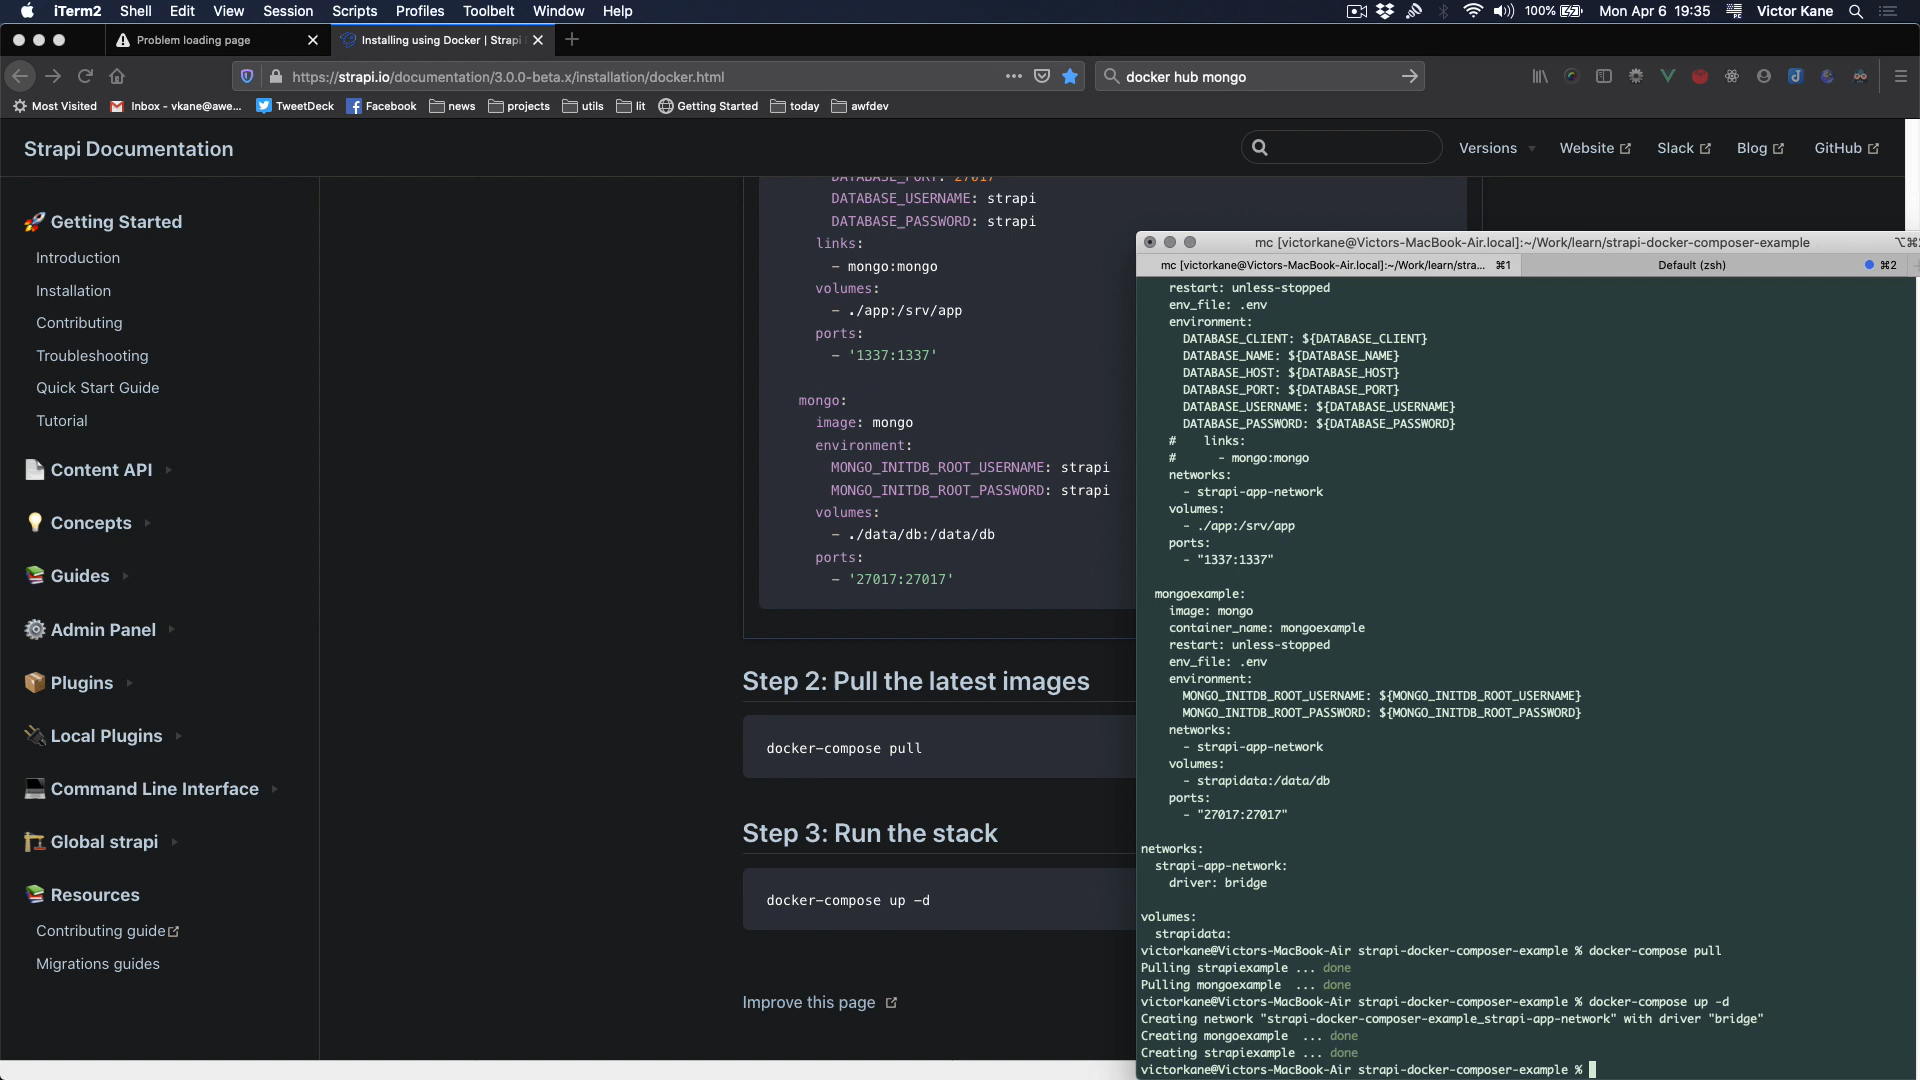 iTerm2 Shell Edit View Session Scripts Profiles Toolbelt Window Help 100% Mon Apr 6 19:35 Victor Kane
Problem loading page Installing using Docker | Strapi
https://strapi.io/documentation/3.0.0-beta.x/installation/docker.html docker hub mongo
Most Visited Inbox - vkane@awe... TweetDeck Facebook news projects utils lit Getting Started today awfdev
Strapi Documentation Versions Website Slack Blog GitHub
Getting Started
Introduction
Installation
Contributing
Troubleshooting
Quick Start Guide
Tutorial
Content API
Concepts
Guides
Admin Panel
Plugins
Local Plugins
Command Line Interface
Global strapi
Resources
Contributing guide
Migrations guides
DATABASE_PORT: 27017
DATABASE_USERNAME: strapi
DATABASE_PASSWORD: strapi
links:
- mongo:mongo
volumes:
- ./app:/srv/app
ports:
- '1337:1337'
mongo:
image: mongo
environment:
MONGO_INITDB_ROOT_USERNAME: strapi
MONGO_INITDB_ROOT_PASSWORD: strapi
volumes:
- ./data/db:/data/db
ports:
- '27017:27017'
Step 2: Pull the latest images
docker-compose pull
Step 3: Run the stack
docker-compose up -d
Improve this page
mc [victorkane@Victors-MacBook-Air.local]:~/Work/learn/strapi-docker-composer-example
mc [victorkane@Victors-MacBook-Air.local]:~/Work/learn/stra... ⌘1 Default (zsh) ⌘2
restart: unless-stopped
env_file: .env
environment:
DATABASE_CLIENT: ${DATABASE_CLIENT}
DATABASE_NAME: ${DATABASE_NAME}
DATABASE_HOST: ${DATABASE_HOST}
DATABASE_PORT: ${DATABASE_PORT}
DATABASE_USERNAME: ${DATABASE_USERNAME}
DATABASE_PASSWORD: ${DATABASE_PASSWORD}
# links:
# - mongo:mongo
networks:
- strapi-app-network
volumes:
- ./app:/srv/app
ports:
- "1337:1337"
mongoexample:
image: mongo
container_name: mongoexample
restart: unless-stopped
env_file: .env
environment:
MONGO_INITDB_ROOT_USERNAME: ${MONGO_INITDB_ROOT_USERNAME}
MONGO_INITDB_ROOT_PASSWORD: ${MONGO_INITDB_ROOT_PASSWORD}
networks:
- strapi-app-network
volumes:
- strapidata:/data/db
ports:
- "27017:27017"
networks:
strapi-app-network:
driver: bridge
volumes:
strapidata:
victorkane@Victors-MacBook-Air strapi-docker-composer-example % docker-compose pull
Pulling strapiexample ... done
Pulling mongoexample ... done
victorkane@Victors-MacBook-Air strapi-docker-composer-example % docker-compose up -d
Creating network "strapi-docker-composer-example_strapi-app-network" with driver "bridge"
Creating mongoexample ... done
Creating strapiexample ... done
victorkane@Victors-MacBook-Air strapi-docker-composer-example %